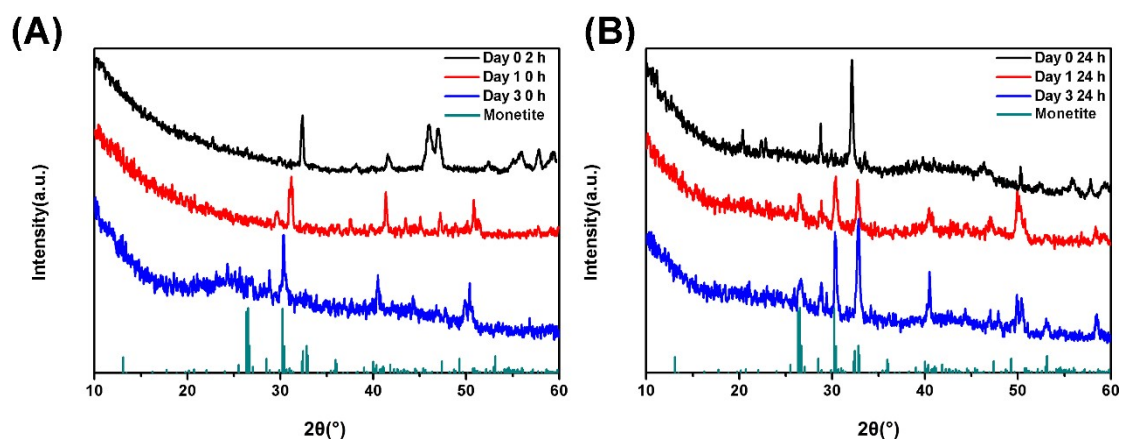 (A)
Day 0 2 h
Day 1 0 h
Day 3 0 h
Monetite
Intensity(a.u.)
10 20 30 40 50 60
2θ(°)
(B)
Day 0 24 h
Day 1 24 h
Day 3 24 h
Monetite
Intensity(a.u.)
10 20 30 40 50 60
2θ(°)